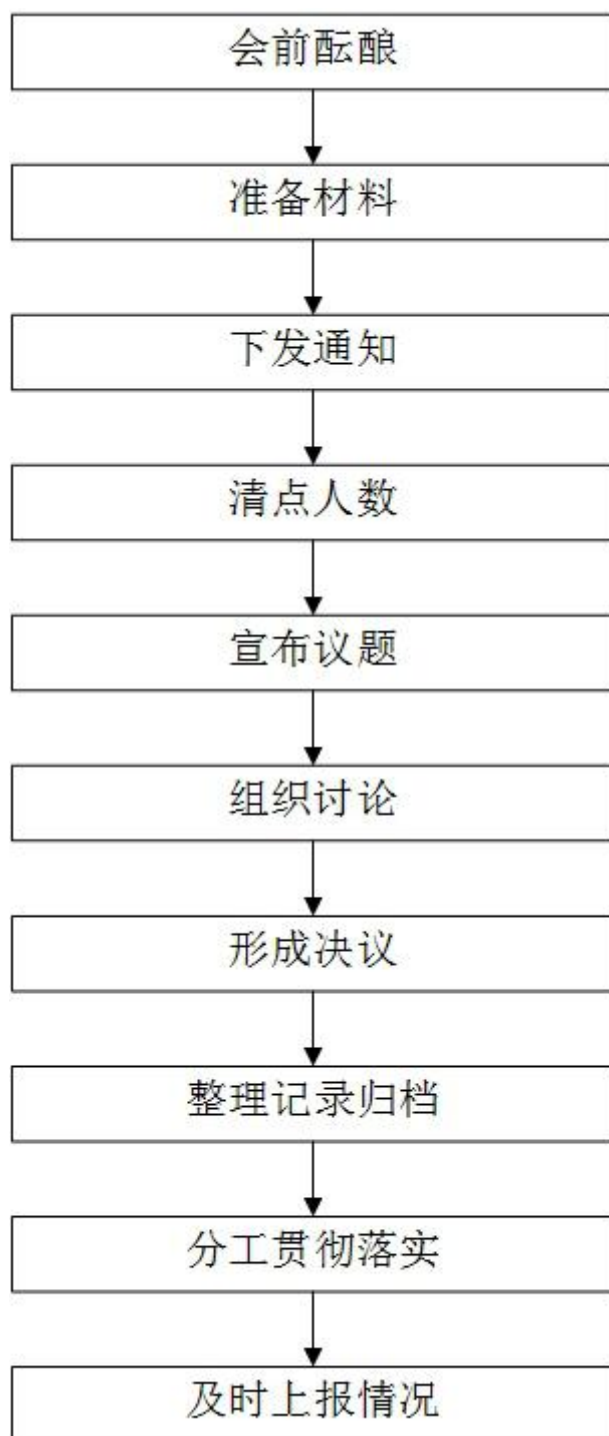 会前酝酿
准备材料
下发通知
清点人数
宣布议题
组织讨论
形成决议
整理记录归档
分工贯彻落实
及时上报情况